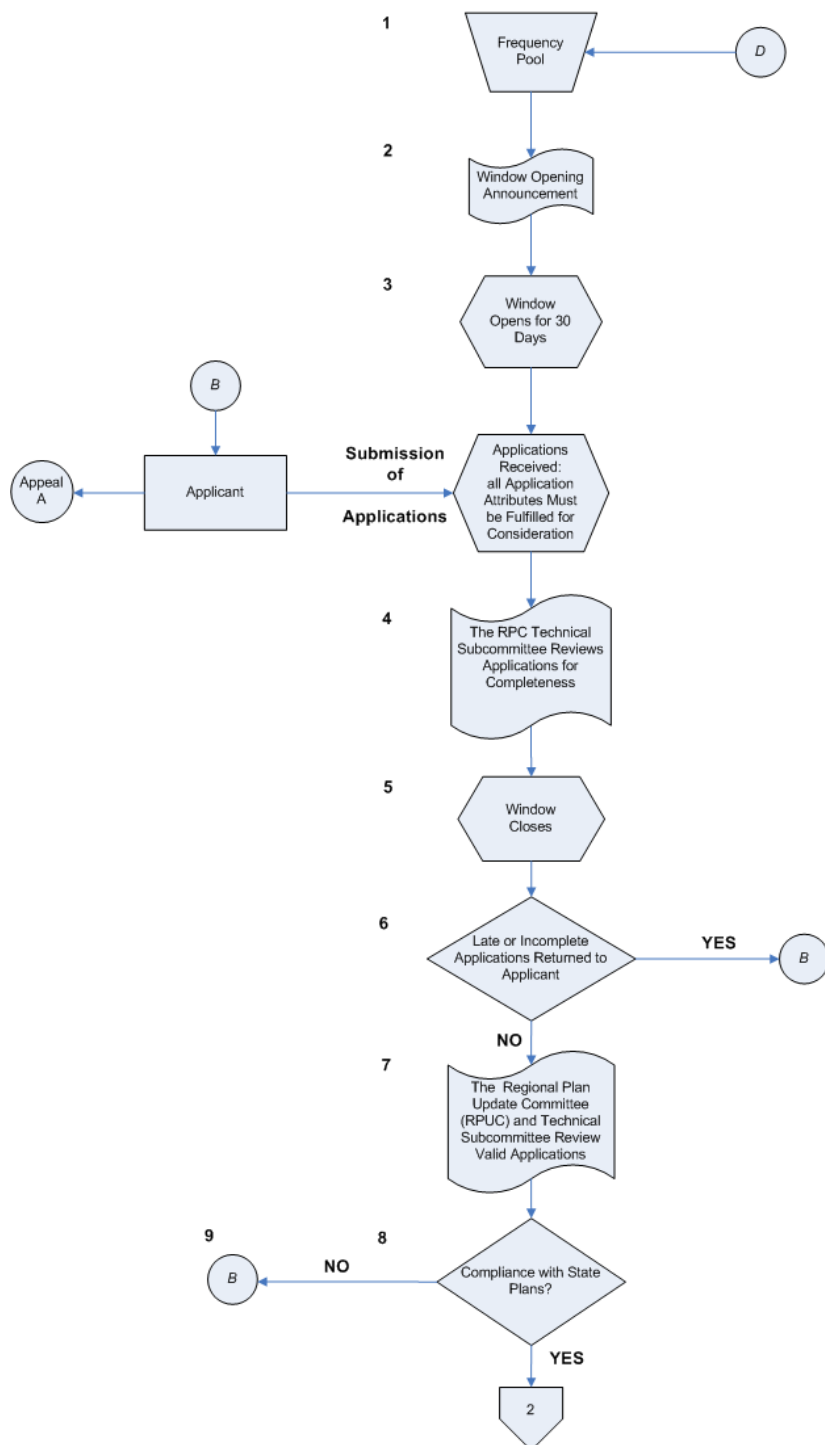 1
Frequency
Pool
D
2
Window Opening
Announcement
3
Window
Opens for 30
Days
B
Appeal
A
Applicant
Submission
of
Applications
Applications
Received:
all Application
Attributes Must
be Fulfilled for
Consideration
4
The RPC Technical
Subcommittee Reviews
Applications for
Completeness
5
Window
Closes
6
Late or Incomplete
Applications Returned to
Applicant
YES
B
NO
7
The Regional Plan
Update Committee
(RPUC) and Technical
Subcommittee Review
Valid Applications
9
8
B
NO
Compliance with State
Plans?
YES
2